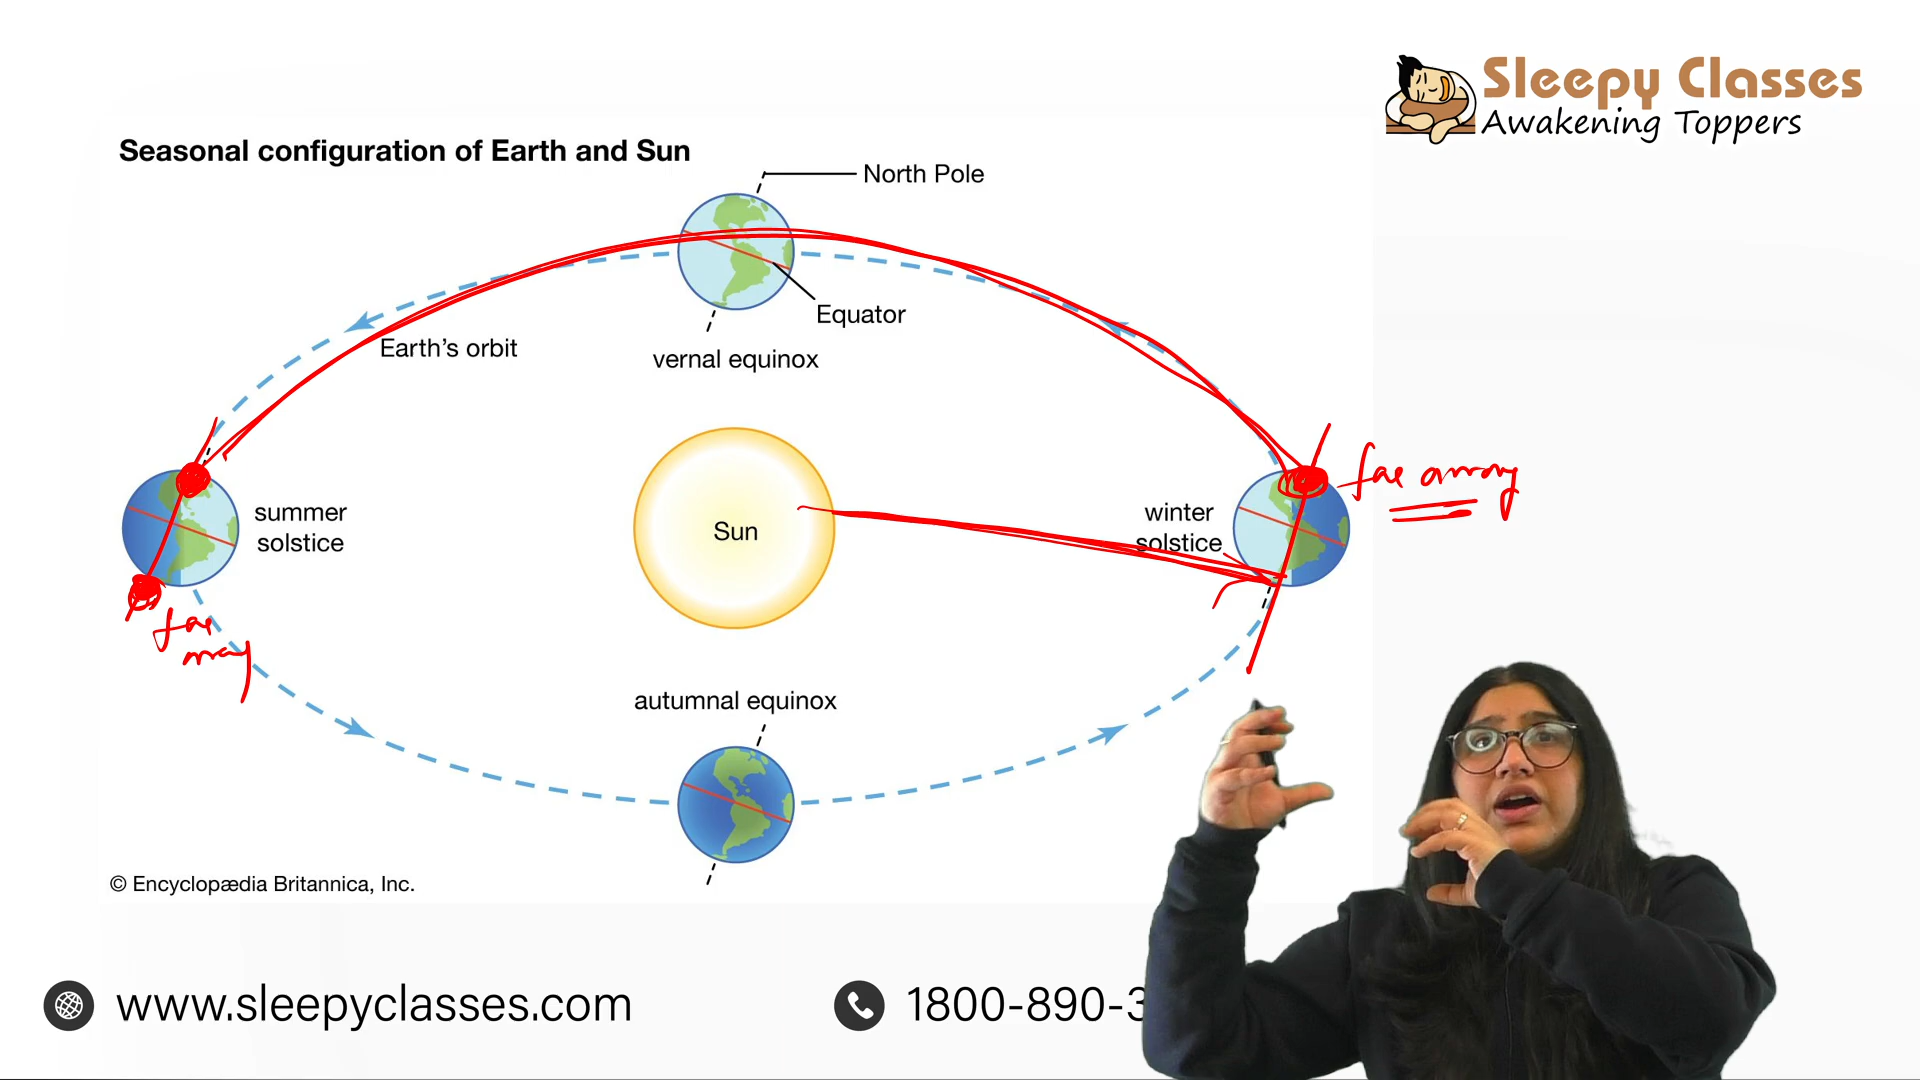 Sleepy Classes
Awakening Toppers
Seasonal configuration of Earth and Sun
North Pole
Equator
Earth's orbit
vernal equinox
summer
solstice
Sun
winter
solstice
far away
far
away
autumnal equinox
© Encyclopædia Britannica, Inc.
www.sleepyclasses.com
1800-890-3